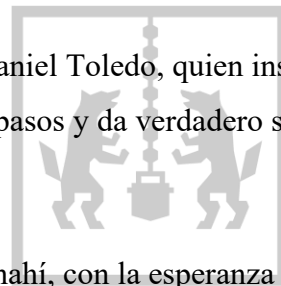 aniel Toledo, quien ins
pasos y da verdadero s
nahí, con la esperanza